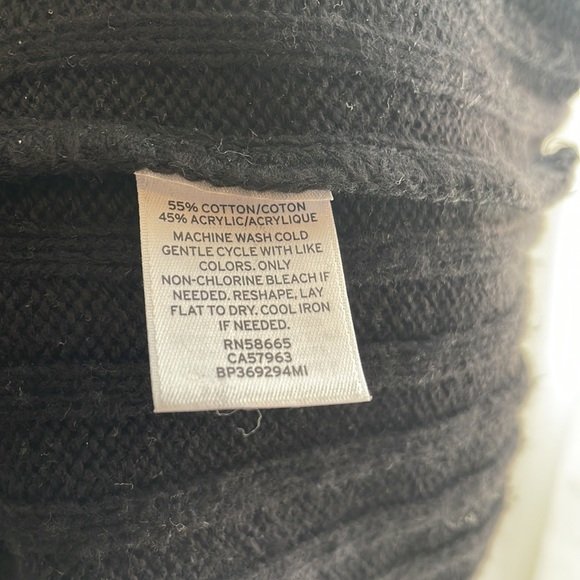 55% COTTON/COTON
45% ACRYLIC/ACRYLIQUE
MACHINE WASH COLD
GENTLE CYCLE WITH LIKE
COLORS. ONLY
NON-CHLORINE BLEACH IF
NEEDED. RESHAPE, LAY
FLAT TO DRY. COOL IRON
IF NEEDED.
RN58665
CA57963
BP369294MI